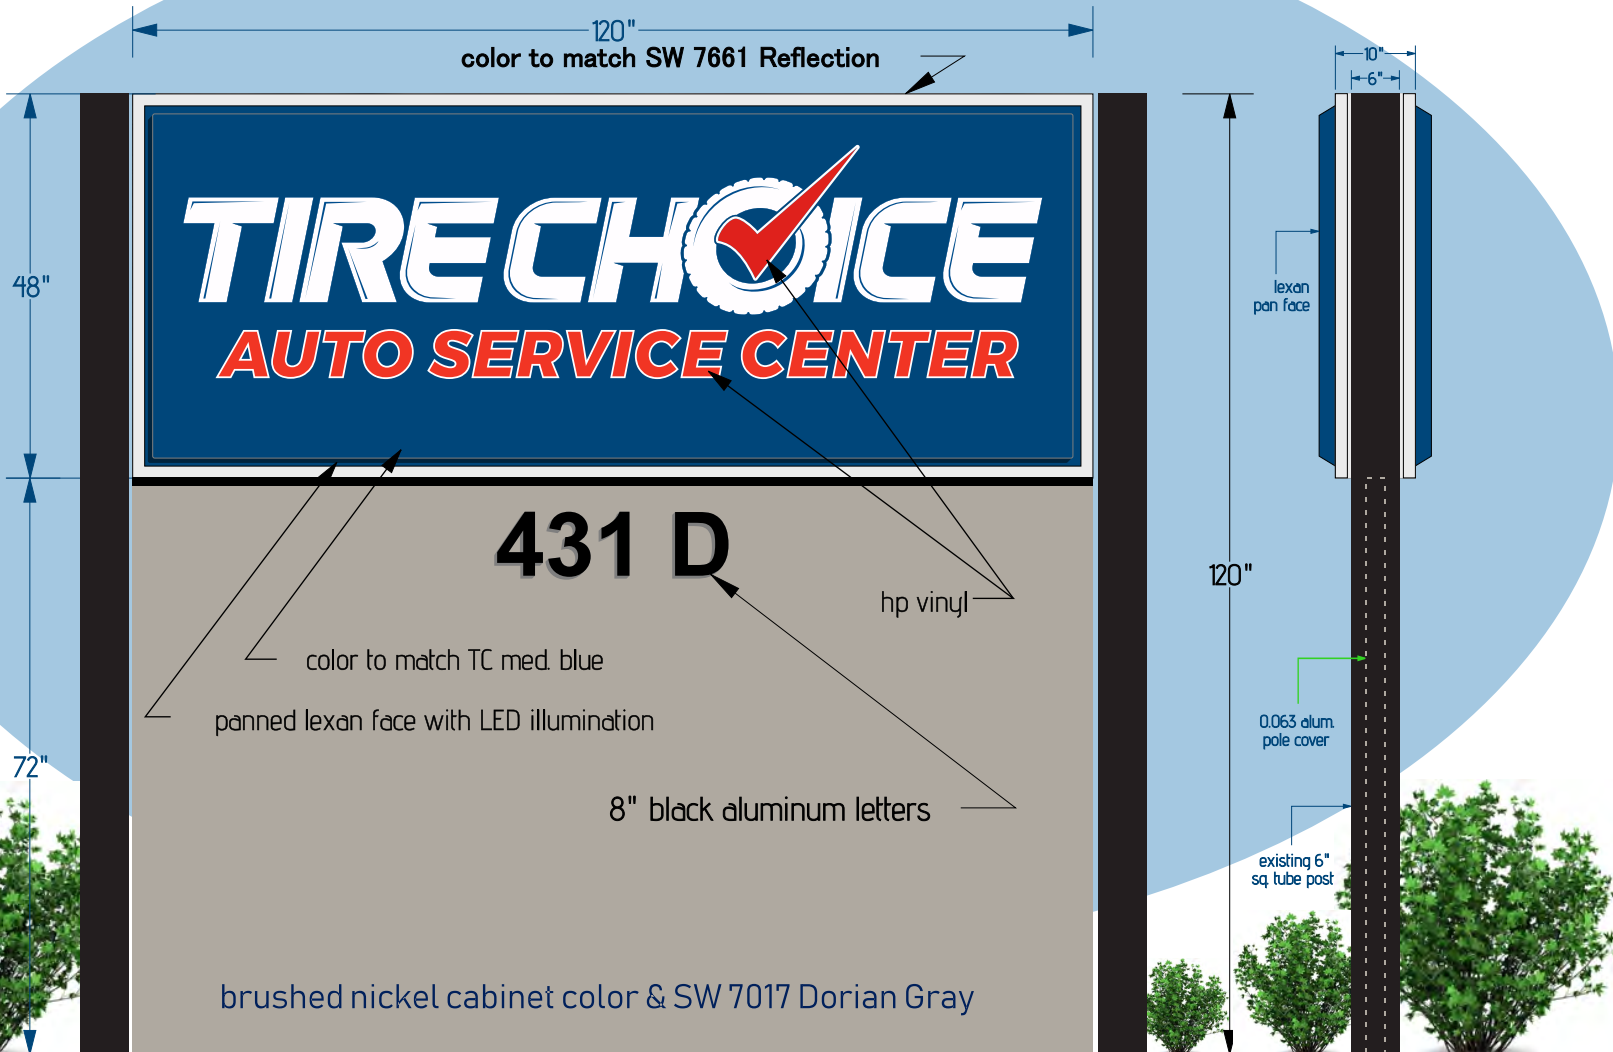 120"
color to match SW 7661 Reflection
10"
6"
TIRE CHOICE
AUTO SERVICE CENTER
48"
lexan
pan face
431 D
120"
hp vinyl
color to match TC med. blue
panned lexan face with LED illumination
0.063 alum.
pole cover
72"
8" black aluminum letters
existing 6"
sq. tube post
brushed nickel cabinet color & SW 7017 Dorian Gray